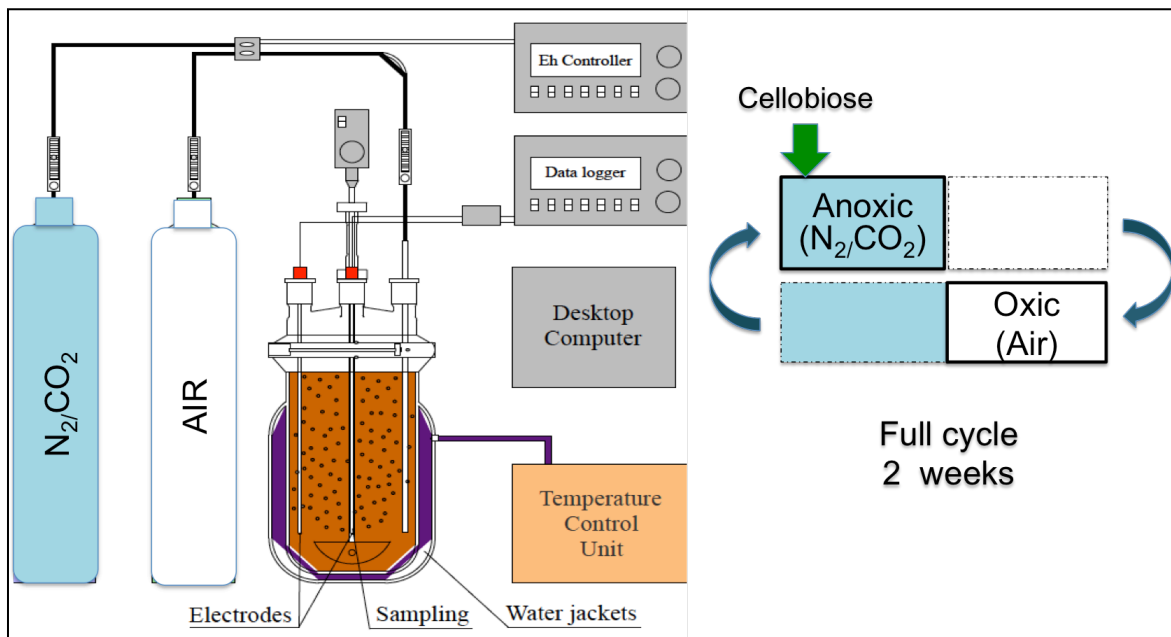 Eh Controller
Data logger
Desktop
Computer
Temperature
Control
Unit
N₂/CO₂
AIR
Electrodes
Sampling
Water jackets
Cellobiose
Anoxic
(N₂/CO₂)
Oxic
(Air)
Full cycle
2 weeks